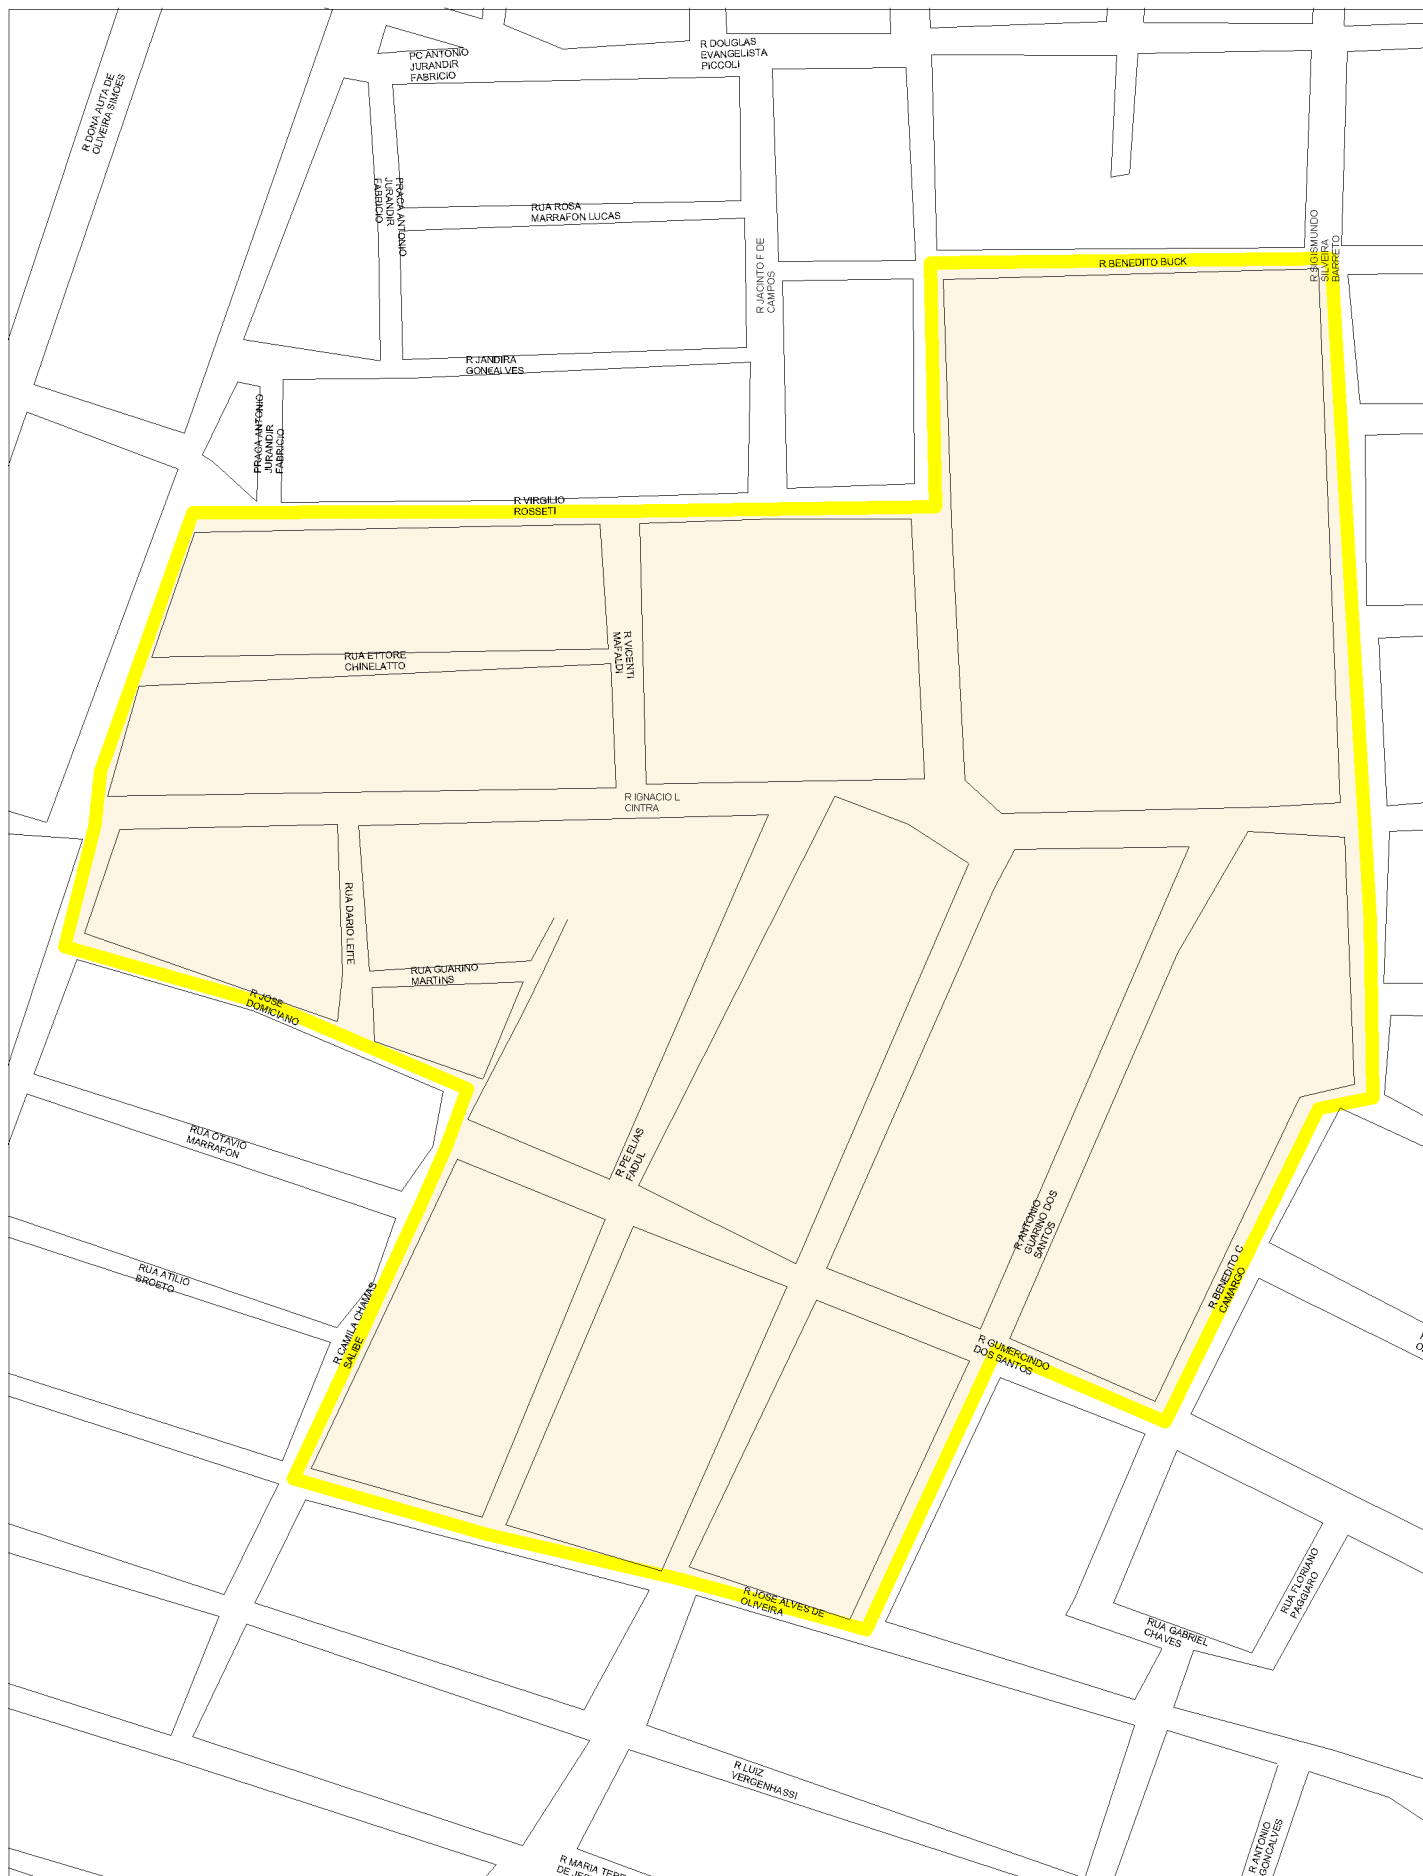 R DOUGLAS
EVANGELISTA
PICCOLI
PC ANTONIO
JURANDIR
FABRICIO
R DONA AUTA DE
OLIVEIRA SIMOES
PRACA ANTONIO
JURANDIR
FABRICIO
RUA ROSA
MARRAFON LUCAS
R JACINTO F DE
CAMPOS
R SIGISMUNDO
SILVEIRA
BARRETO
R BENEDITO BUCK
R JANDIRA
GONCALVES
PRACA ANTONIO
JURANDIR
FABRICIO
R VIRGILIO
ROSSETI
R VICENTI
MAFALDI
RUA ETTORE
CHINELATTO
R IGNACIO L
CINTRA
RUA DARIO LEITE
RUA GUARINO
MARTINS
R JOSE
DOMICIANO
RUA OTAVIO
MARRAFON
R PE ELIAS
FADUL
R ANTONIO
GUARINO DOS
SANTOS
RUA ATILIO
BROETO
R BENEDITO C
CAMARGO
R CAMILA CHAMAS
SALIBE
R GUMERCINDO
DOS SANTOS
R JOSE ALVES DE
OLIVEIRA
RUA FLORIANO
PAGGIARO
RUA GABRIEL
CHAVES
R LUIZ
VERGENHASSI
R ANTONIO
GONCALVES
R MARIA